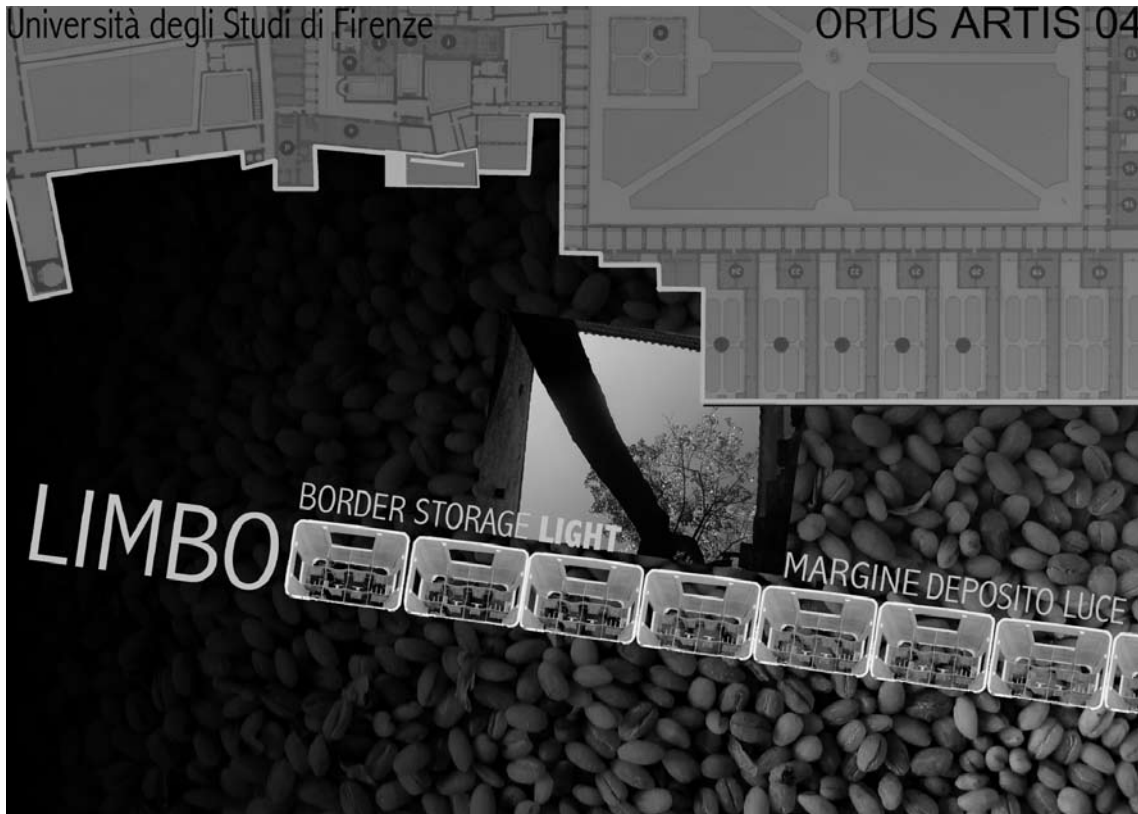 Università degli Studi di Firenze
ORTUS ARTIS 04
LIMBO
BORDER STORAGE LIGHT
MARGINE DEPOSITO LUCE